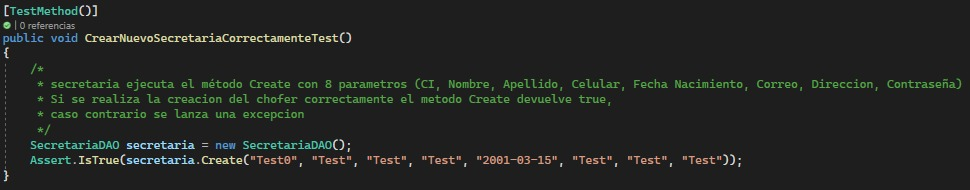 [TestMethod()]
| 0 referencias
public void CrearNuevoSecretariaCorrectamenteTest()
{
/*
* secretaria ejecuta el método Create con 8 parametros (CI, Nombre, Apellido, Celular, Fecha Nacimiento, Correo, Direccion, Contraseña)
* Si se realiza la creacion del chofer correctamente el metodo Create devuelve true,
* caso contrario se lanza una excepcion
*/
SecretariaDAO secretaria = new SecretariaDAO();
Assert.IsTrue(secretaria.Create("Test0", "Test", "Test", "Test", "2001-03-15", "Test", "Test", "Test"));
}